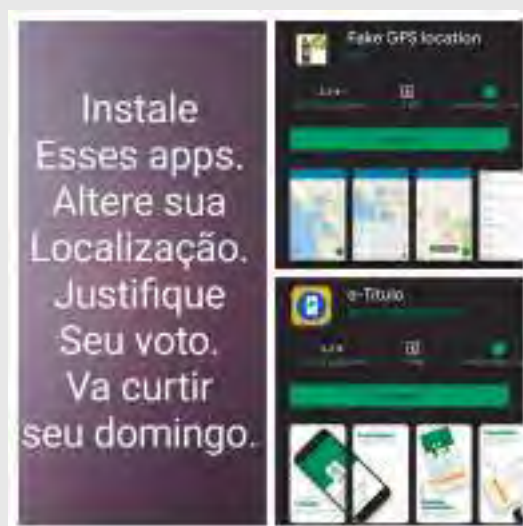 Instale
Esses apps.
Altere sua
Localização.
Justifique
Seu voto.
Va curtir
seu domingo.
Fake GPS location
e-Título